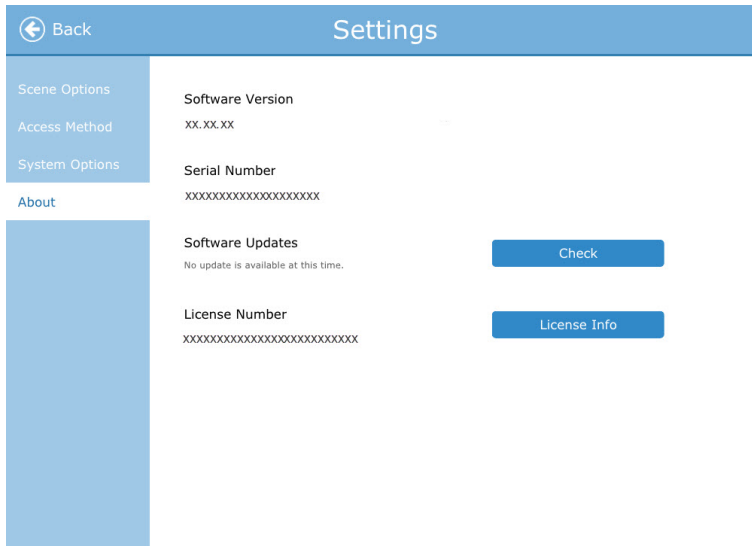 Back
Settings
Scene Options
Access Method
System Options
About
Software Version
xx.xx.xx
Serial Number
xxxxxxxxxxxxxxxxxxxx
Software Updates
No update is available at this time.
Check
License Number
xxxxxxxxxxxxxxxxxxxxxxxxxx
License Info